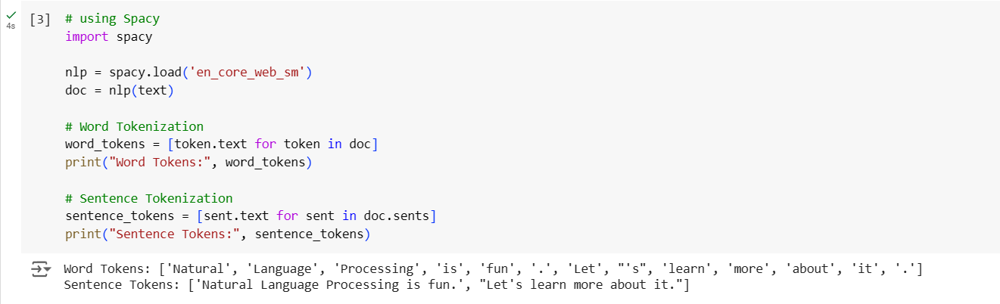 [3] # using Spacy
4s
import spacy
nlp = spacy.load('en_core_web_sm')
doc = nlp(text)
# Word Tokenization
word_tokens = [token.text for token in doc]
print("Word Tokens:", word_tokens)
# Sentence Tokenization
sentence_tokens = [sent.text for sent in doc.sents]
print("Sentence Tokens:", sentence_tokens)
Word Tokens: ['Natural', 'Language', 'Processing', 'is', 'fun', '.', 'Let', "'s", 'learn', 'more', 'about', 'it', '.']
Sentence Tokens: ['Natural Language Processing is fun.', "Let's learn more about it."]